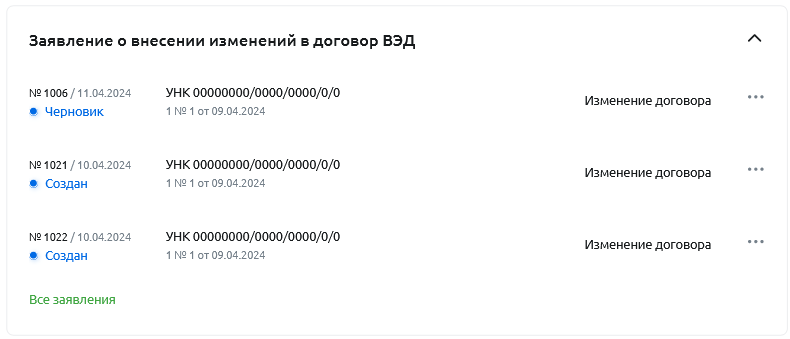 Заявление о внесении изменений в договор ВЭД
№ 1006 / 11.04.2024
УНК 00000000/0000/0000/0/0
Черновик
1 № 1 от 09.04.2024
Изменение договора
№ 1021 / 10.04.2024
УНК 00000000/0000/0000/0/0
Создан
1 № 1 от 09.04.2024
Изменение договора
№ 1022 / 10.04.2024
УНК 00000000/0000/0000/0/0
Создан
1 № 1 от 09.04.2024
Изменение договора
Все заявления